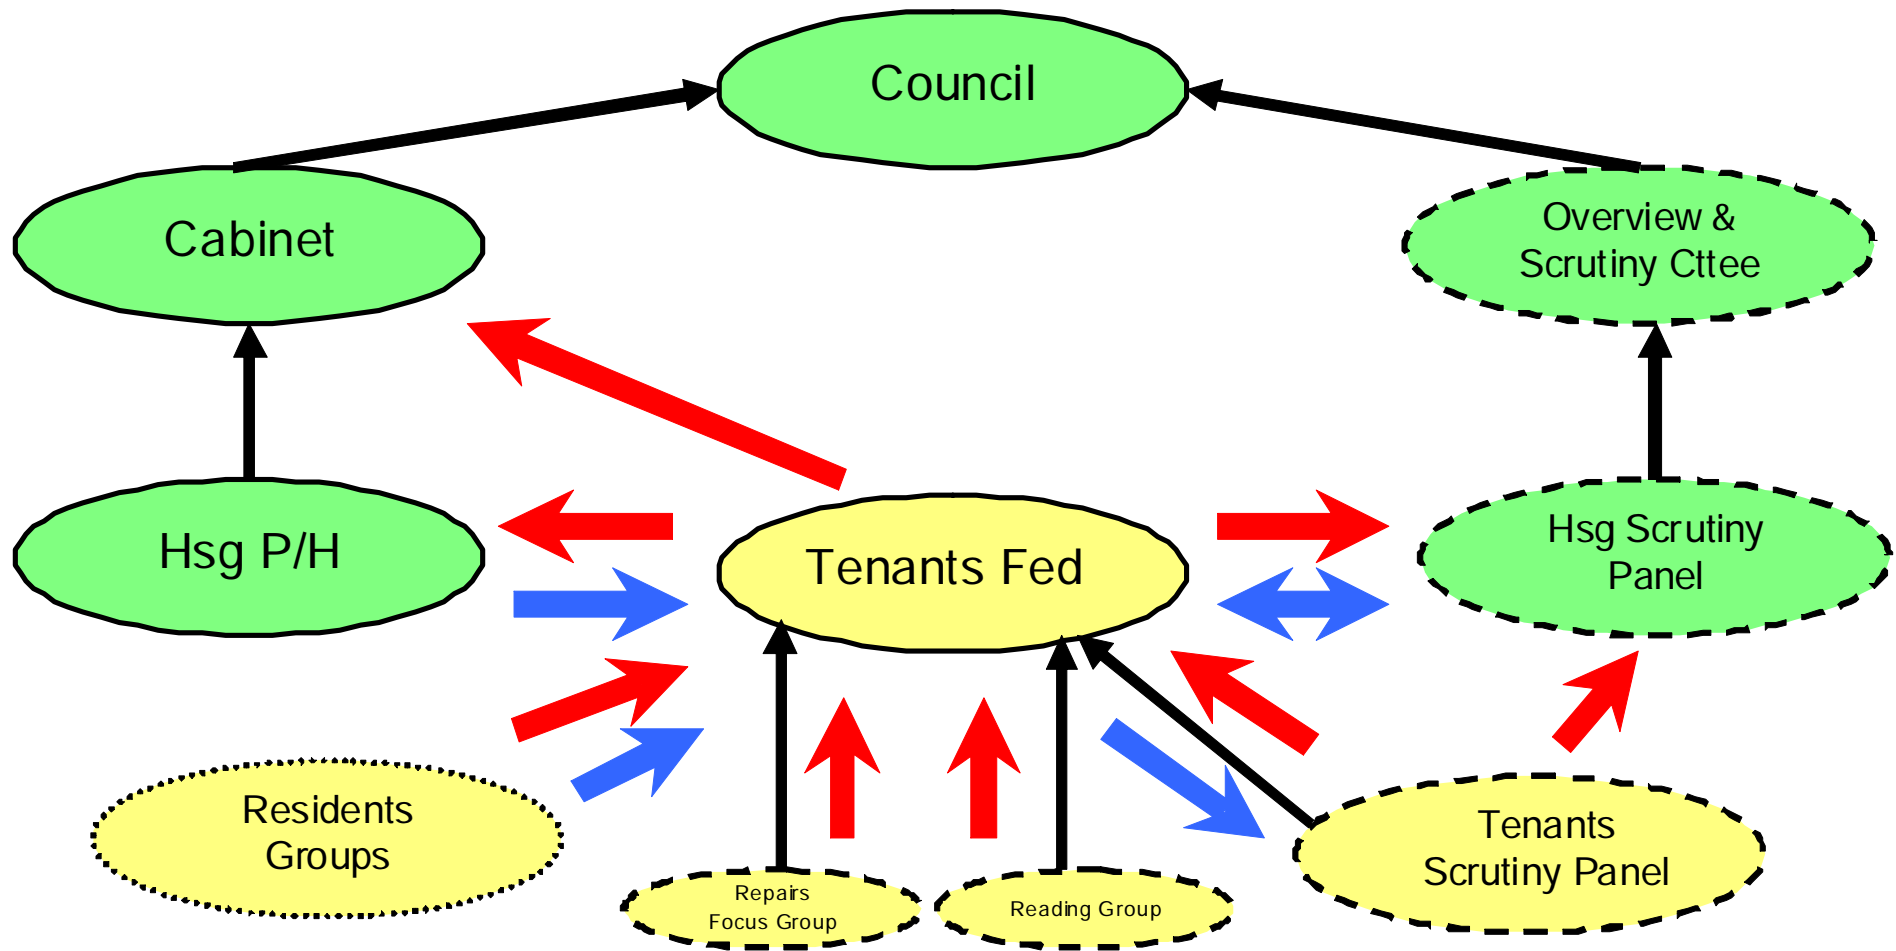 Council
Cabinet
Overview &
Scrutiny Cttee
Hsg P/H
Tenants Fed
Hsg Scrutiny
Panel
Residents
Groups
Repairs
Focus Group
Reading Group
Tenants
Scrutiny Panel